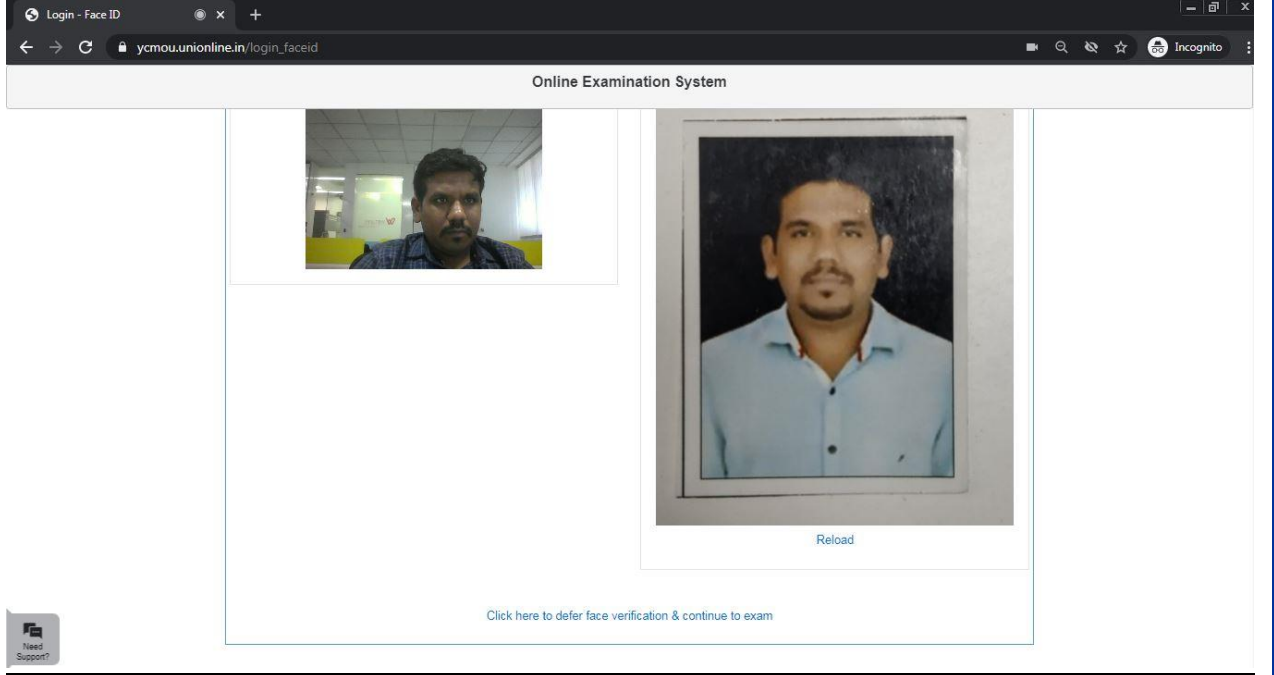 Login - Face ID
ycmou.unionline.in/login_faceid
Incognito
Online Examination System
Reload
Click here to defer face verification & continue to exam
Need
Support?